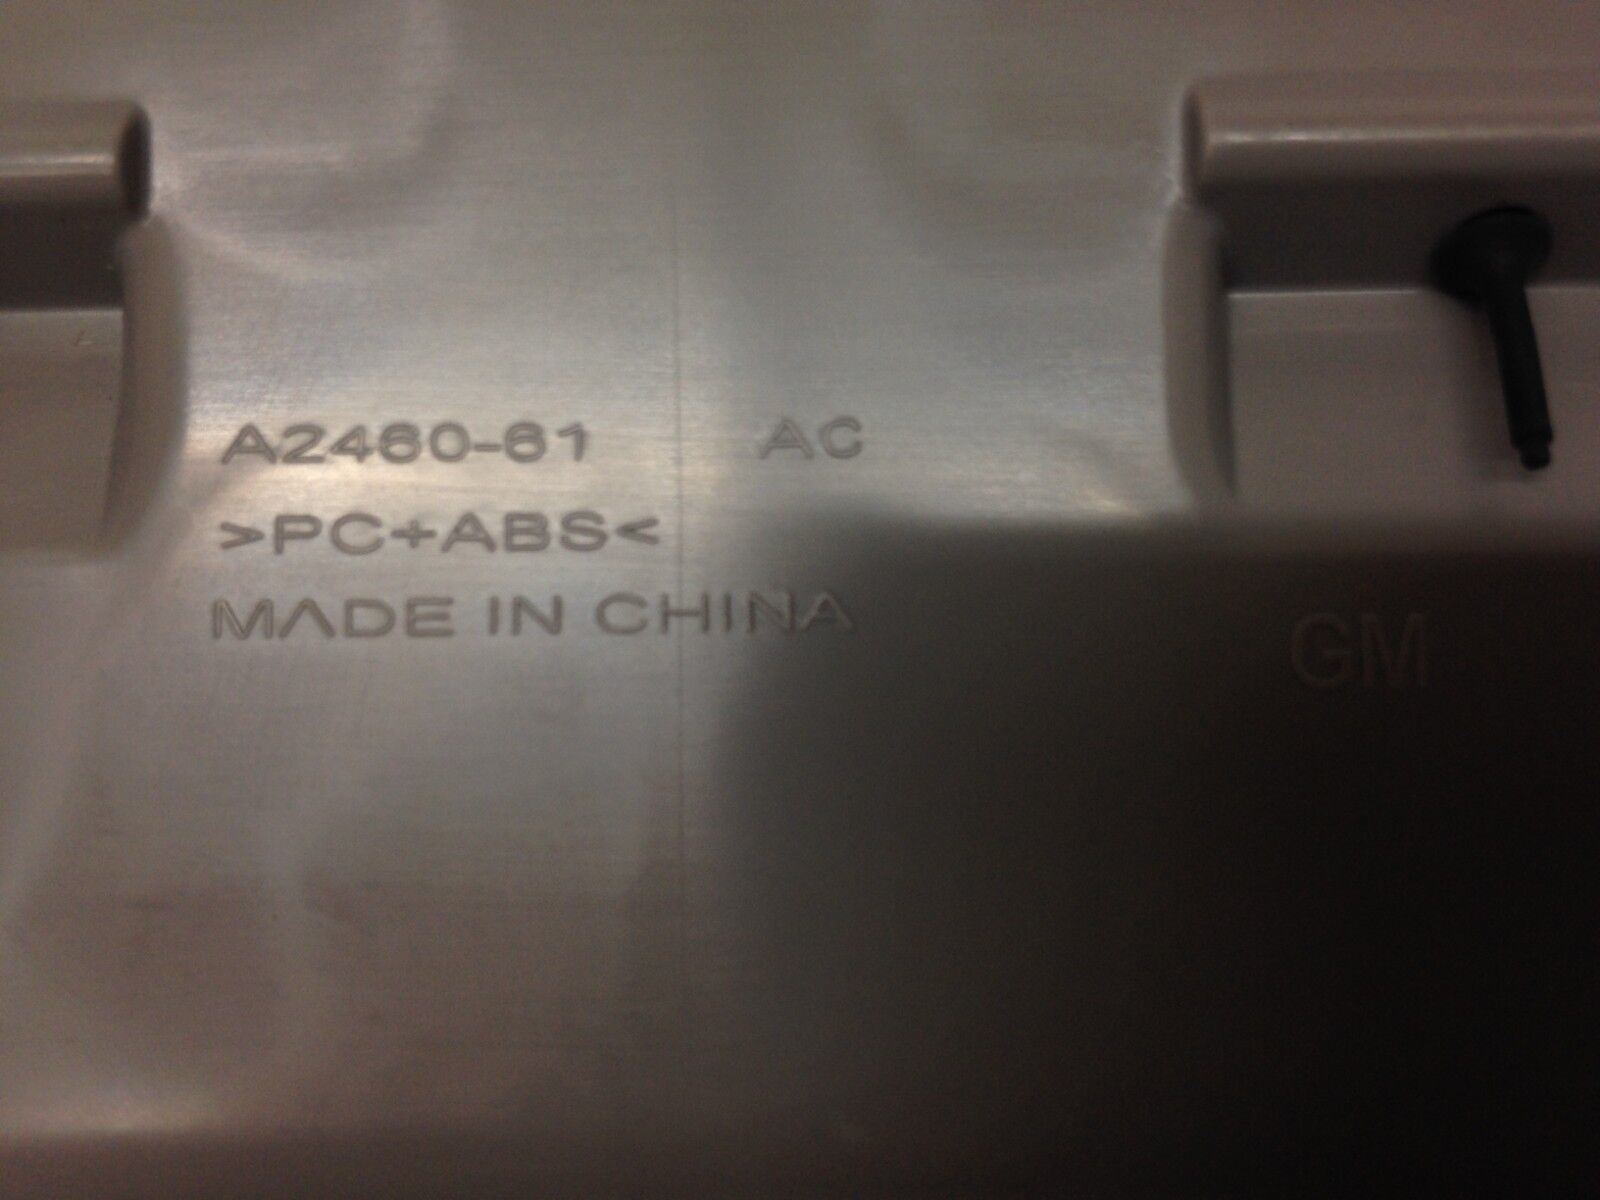 A2460-61 AC
>PC+ABS<
MADE IN CHINA
GM